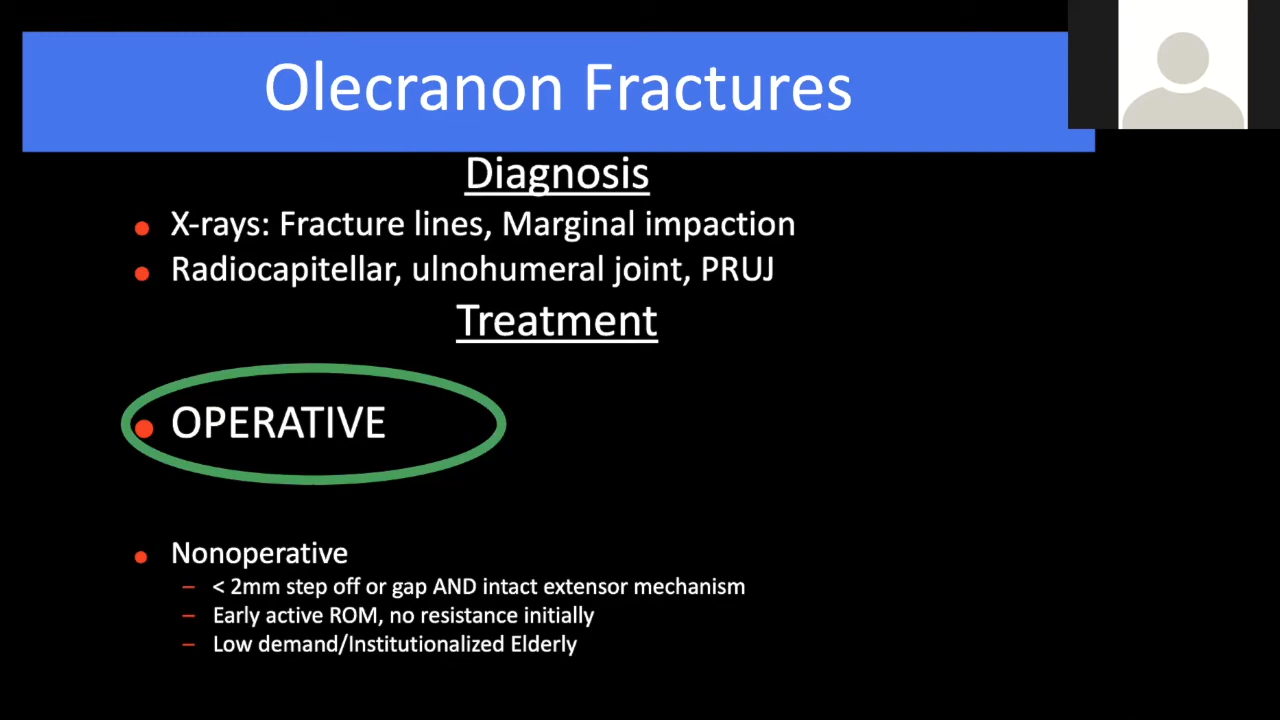 Olecranon Fractures
Diagnosis
X-rays: Fracture lines, Marginal impaction
Radiocapitellar, ulnohumeral joint, PRUJ
Treatment
OPERATIVE
Nonoperative
– < 2mm step off or gap AND intact extensor mechanism
– Early active ROM, no resistance initially
– Low demand/Institutionalized Elderly